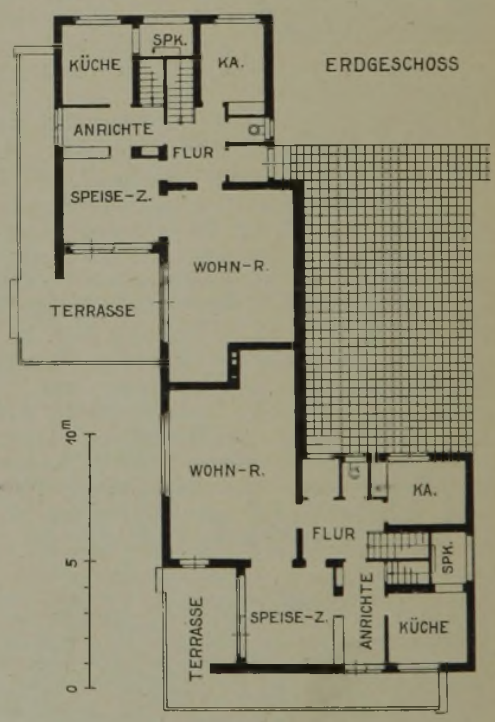 ERDGESCHOSS
KÜCHE
SPK.
KA.
ANRICHTE
FLUR
SPEISE-Z.
WOHN-R.
TERRASSE
10 m
5
0
WOHN-R.
KA.
FLUR
SPK.
TERRASSE
SPEISE-Z.
ANRICHTE
KÜCHE